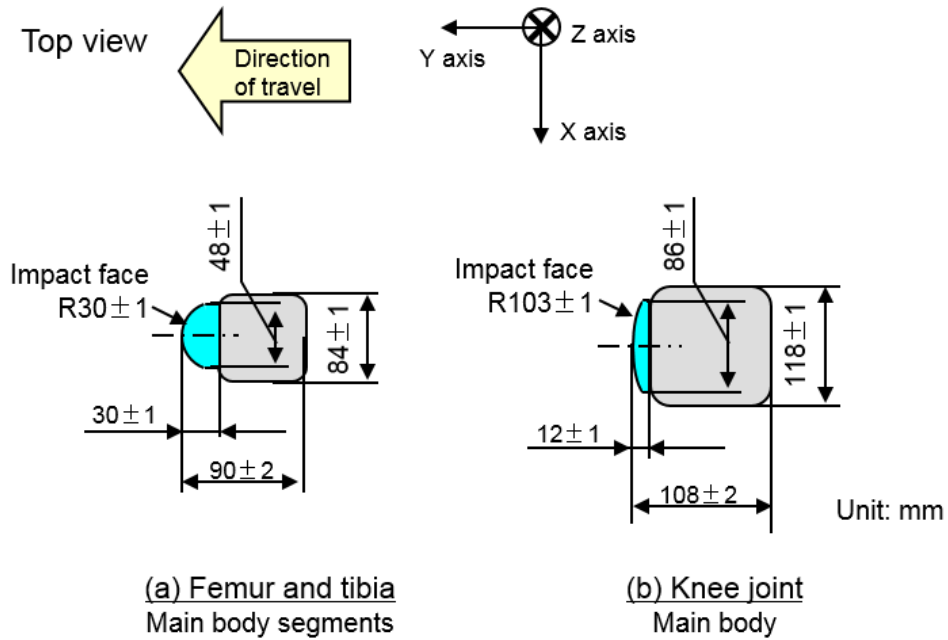 Top view
Direction
of travel
Z axis
Y axis
X axis
48±1
Impact face
R30±1
84±1
30±1
90±2
86±1
Impact face
R103±1
118±1
12±1
108±2
Unit: mm
(a) Femur and tibia
Main body segments
(b) Knee joint
Main body